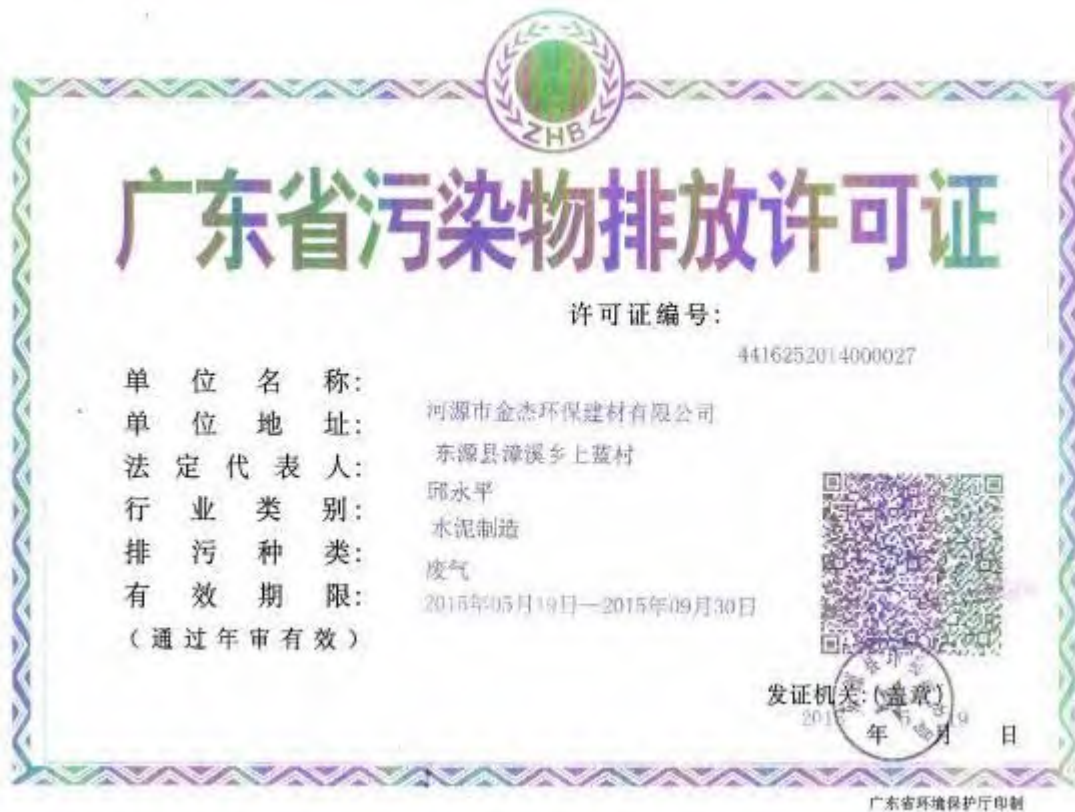 ZHB
广东省污染物排放许可证
许可证编号:
4416252014000027
单位名称:
河源市金杰环保建材有限公司
单位地址:
东源县漳溪乡上蓝村
法定代表人:
邱永平
行业类别:
水泥制造
排污种类:
废气
有效期限:
2015年05月19日—2015年09月30日
(通过年审有效)
发证机关:(盖章)
年 月 日
广东省环境保护厅印制